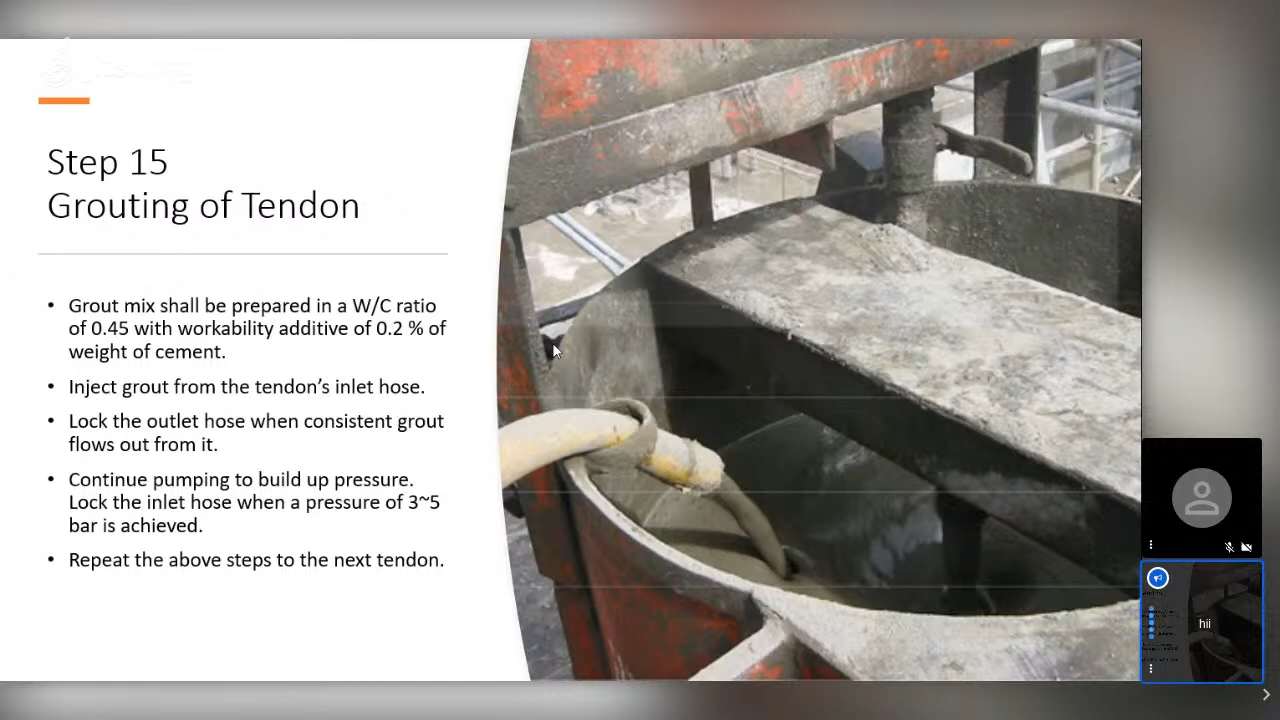 Step 15
Grouting of Tendon
• Grout mix shall be prepared in a W/C ratio
of 0.45 with workability additive of 0.2 % of
weight of cement.
• Inject grout from the tendon’s inlet hose.
• Lock the outlet hose when consistent grout
flows out from it.
• Continue pumping to build up pressure.
Lock the inlet hose when a pressure of 3~5
bar is achieved.
• Repeat the above steps to the next tendon.
hii